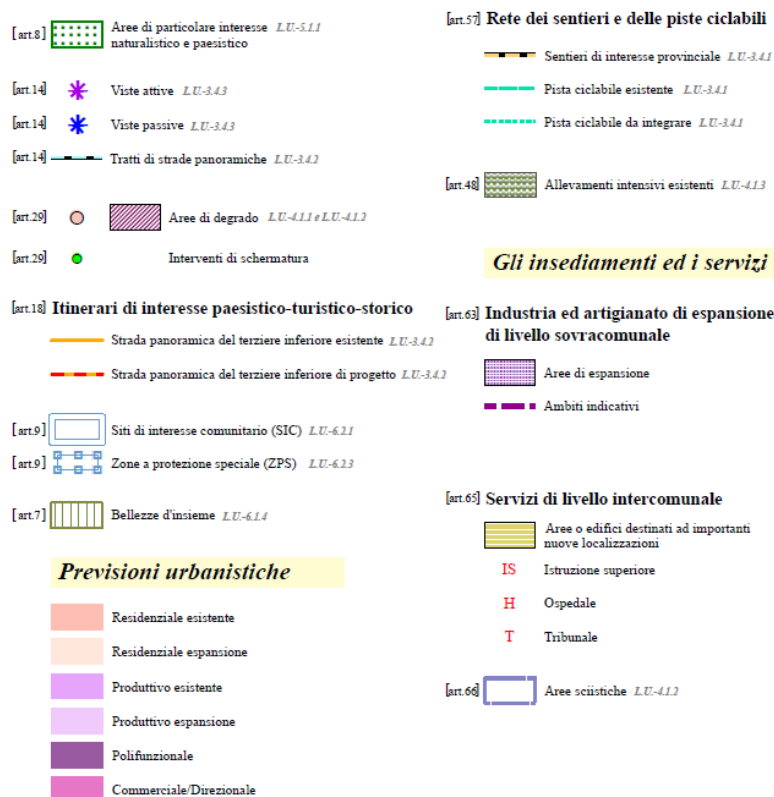 [art.8] Aree di particolare interesse L.U.-5.1.1
naturalistico e paesistico
[art.14] Viste attive L.U.-3.4.3
[art.14] Viste passive L.U.-3.4.3
[art.14] Tratti di strade panoramiche L.U.-3.4.2
[art.29] Aree di degrado L.U.-4.1.1 e L.U.-4.1.2
[art.29] Interventi di schermatura
[art.18] Itinerari di interesse paesistico-turistico-storico
Strada panoramica del terziere inferiore esistente L.U.-3.4.2
Strada panoramica del terziere inferiore di progetto L.U.-3.4.2
[art.9] Siti di interesse comunitario (SIC) L.U.-6.2.1
[art.9] Zone a protezione speciale (ZPS) L.U.-6.2.3
[art.7] Bellezze d'insieme L.U.-6.1.4
Previsioni urbanistiche
Residenziale esistente
Residenziale espansione
Produttivo esistente
Produttivo espansione
Polifunzionale
Commerciale/Direzionale
[art.57] Rete dei sentieri e delle piste ciclabili
Sentieri di interesse provinciale L.U.-3.4.1
Pista ciclabile esistente L.U.-3.4.1
Pista ciclabile da integrare L.U.-3.4.1
[art.48] Allevamenti intensivi esistenti L.U.-4.1.3
Gli insediamenti ed i servizi
[art.63] Industria ed artigianato di espansione
di livello sovracomunale
Aree di espansione
Ambiti indicativi
[art.65] Servizi di livello intercomunale
Aree o edifici destinati ad importanti
nuove localizzazioni
IS Istruzione superiore
H Ospedale
T Tribunale
[art.66] Aree sciistiche L.U.-4.1.2